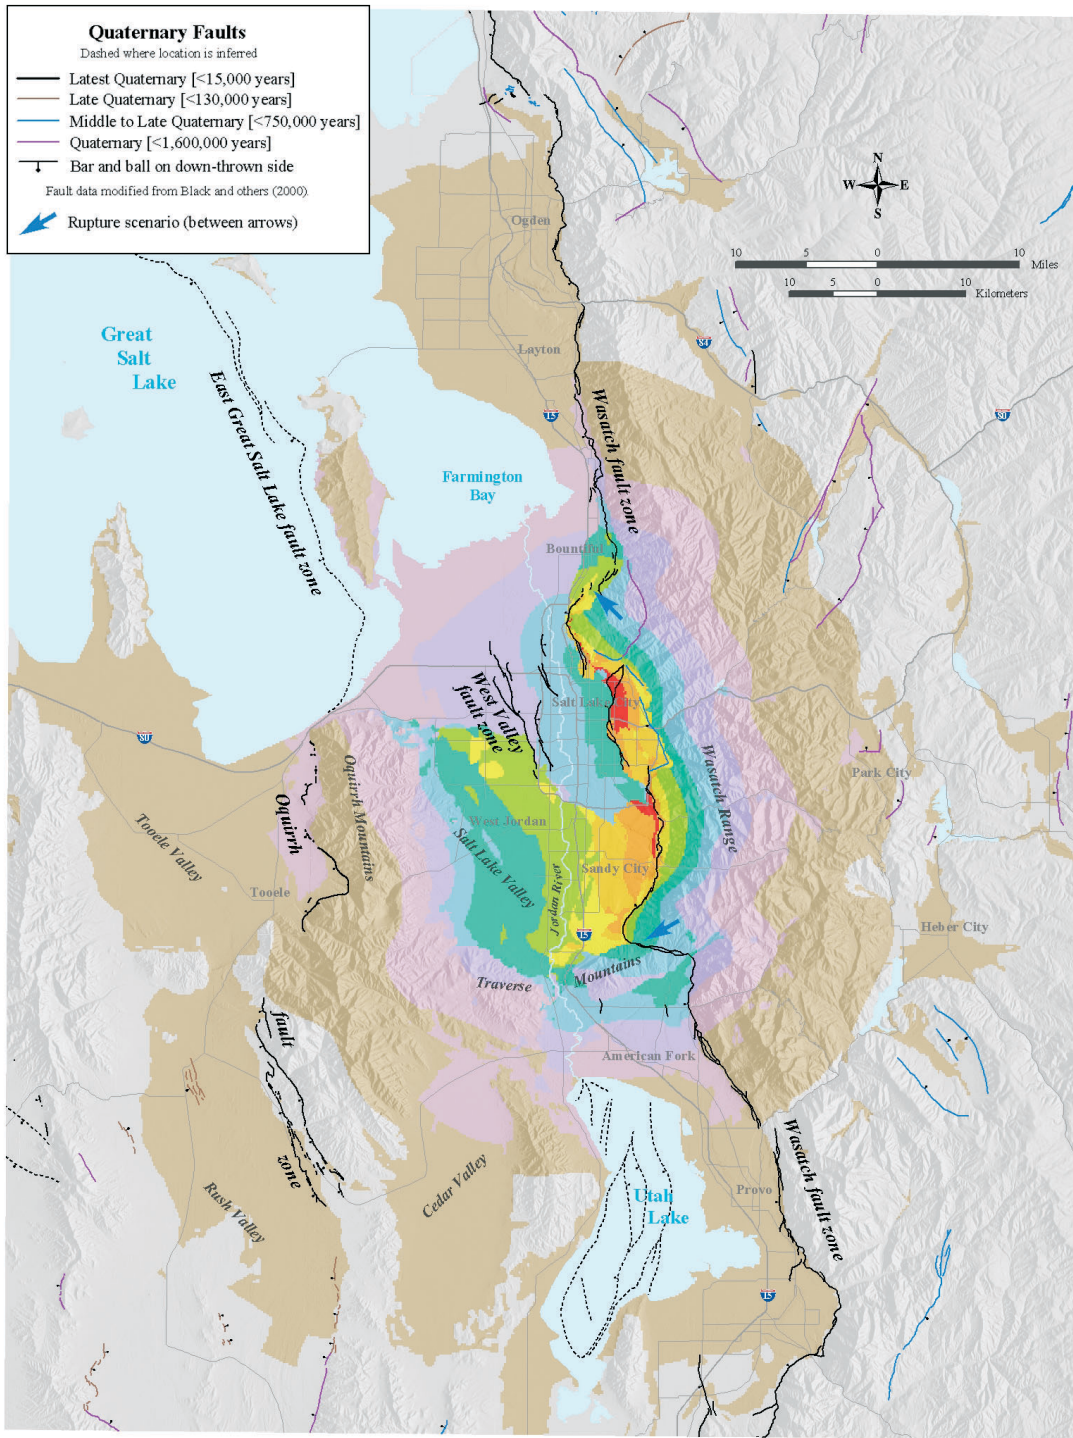 Quaternary Faults
Dashed where location is inferred
Latest Quaternary [<15,000 years]
Late Quaternary [<130,000 years]
Middle to Late Quaternary [<750,000 years]
Quaternary [<1,600,000 years]
Bar and ball on down-thrown side
Fault data modified from Black and others (2000)
Rupture scenario (between arrows)
N
W E
S
10 5 0 10
Miles
10 5 0 10
Kilometers
Ogden
Great
Salt
Lake
Layton
84
80
15
East Great Salt Lake fault zone
Wasatch fault zone
Farmington
Bay
Bountiful
West Valley
fault zone
Salt Lake City
80
Oquirrh Mountains
Wasatch Range
Park City
Oquirrh
West Jordan
Tooele Valley
Salt Lake Valley
Sandy City
Jordan River
Tooele
15
Heber City
Traverse
Mountains
fault
American Fork
zone
Rush Valley
Cedar Valley
Utah
Lake
Provo
Wasatch fault zone
15